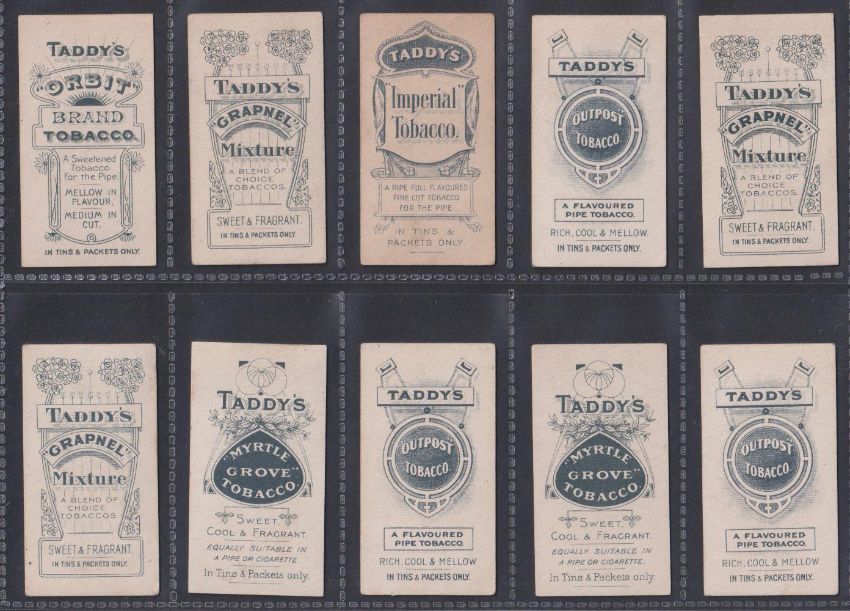 TADDY'S
"ORBIT"
BRAND
TOBACCO.
A Sweetened
Tobacco
for the Pipe.
MELLOW IN
FLAVOUR,
MEDIUM IN
CUT.
IN TINS & PACKETS ONLY.
TADDY'S
"GRAPNEL"
Mixture
A BLEND OF
CHOICE
TOBACCOS.
SWEET & FRAGRANT.
IN TINS & PACKETS ONLY.
TADDY'S
"Imperial"
Tobacco.
A RIPE FULL FLAVOURED
FINE CUT TOBACCO
FOR THE PIPE
IN TINS &
PACKETS ONLY.
TADDY'S
OUTPOST
TOBACCO.
A FLAVOURED
PIPE TOBACCO.
RICH, COOL & MELLOW.
IN TINS & PACKETS ONLY.
TADDY'S
"GRAPNEL"
Mixture
A BLEND OF
CHOICE
TOBACCOS.
SWEET & FRAGRANT.
IN TINS & PACKETS ONLY.
TADDY'S
"GRAPNEL"
Mixture
A BLEND OF
CHOICE
TOBACCOS.
SWEET & FRAGRANT.
IN TINS & PACKETS ONLY.
TADDY'S
"MYRTLE
GROVE"
TOBACCO
SWEET,
COOL & FRAGRANT.
EQUALLY SUITABLE IN
A PIPE OR CIGARETTE.
In Tins & Packets only.
TADDY'S
OUTPOST
TOBACCO.
A FLAVOURED
PIPE TOBACCO.
RICH, COOL & MELLOW.
IN TINS & PACKETS ONLY.
TADDY'S
"MYRTLE
GROVE"
TOBACCO.
SWEET,
COOL & FRAGRANT.
EQUALLY SUITABLE IN
A PIPE OR CIGARETTE.
In Tins & Packets only.
TADDY'S
OUTPOST
TOBACCO.
A FLAVOURED
PIPE TOBACCO.
RICH, COOL & MELLOW.
IN TINS & PACKETS ONLY.